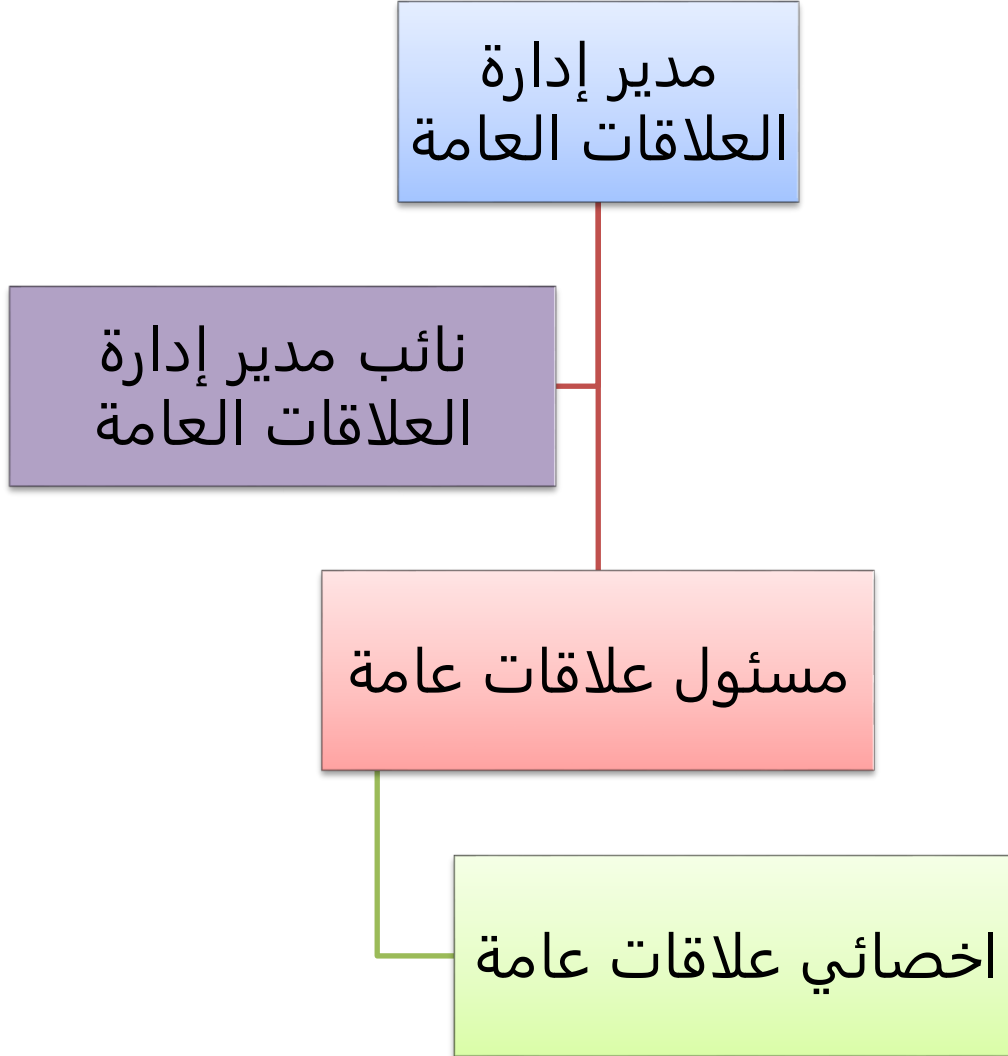 مدير إدارة
العلاقات العامة
نائب مدير إدارة
العلاقات العامة
مسئول علاقات عامة
اخصائي علاقات عامة